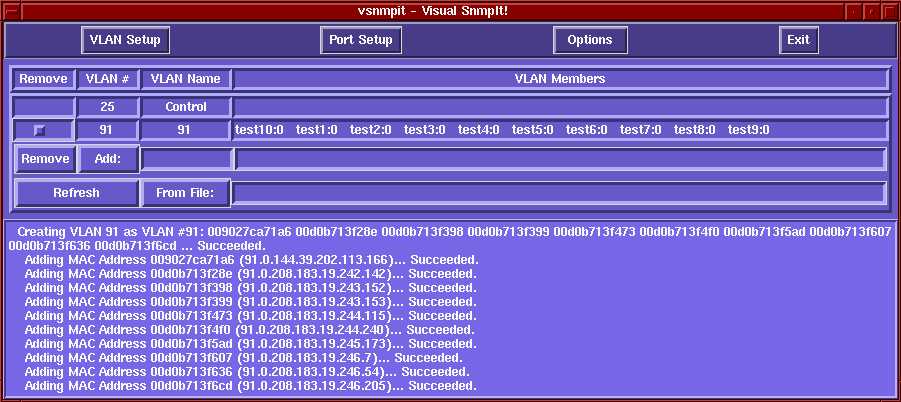 vsnmpit - Visual SnmpIt!
VLAN Setup Port Setup Options Exit
Remove VLAN # VLAN Name VLAN Members
25 Control
91 91 test10:0 test1:0 test2:0 test3:0 test4:0 test5:0 test6:0 test7:0 test8:0 test9:0
Remove Add:
Refresh From File:
Creating VLAN 91 as VLAN #91: 009027ca71a6 00d0b713f28e 00d0b713f398 00d0b713f399 00d0b713f473 00d0b713f4f0 00d0b713f5ad 00d0b713f607
00d0b713f636 00d0b713f6cd ... Succeeded.
Adding MAC Address 009027ca71a6 (91.0.144.39.202.113.166)... Succeeded.
Adding MAC Address 00d0b713f28e (91.0.208.183.19.242.142)... Succeeded.
Adding MAC Address 00d0b713f398 (91.0.208.183.19.243.152)... Succeeded.
Adding MAC Address 00d0b713f399 (91.0.208.183.19.243.153)... Succeeded.
Adding MAC Address 00d0b713f473 (91.0.208.183.19.244.115)... Succeeded.
Adding MAC Address 00d0b713f4f0 (91.0.208.183.19.244.240)... Succeeded.
Adding MAC Address 00d0b713f5ad (91.0.208.183.19.245.173)... Succeeded.
Adding MAC Address 00d0b713f607 (91.0.208.183.19.246.7)... Succeeded.
Adding MAC Address 00d0b713f636 (91.0.208.183.19.246.54)... Succeeded.
Adding MAC Address 00d0b713f6cd (91.0.208.183.19.246.205)... Succeeded.